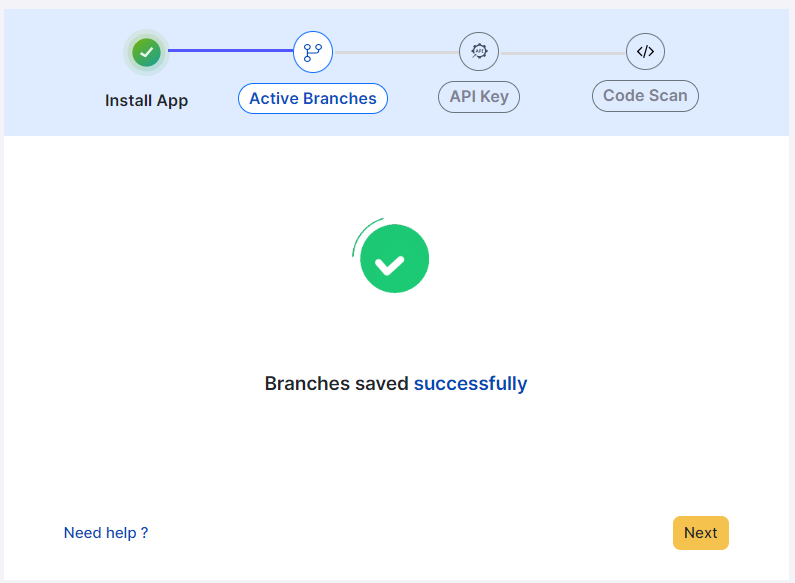 Install App
Active Branches
API
API Key
</>
Code Scan
Branches saved successfully
Need help ?
Next